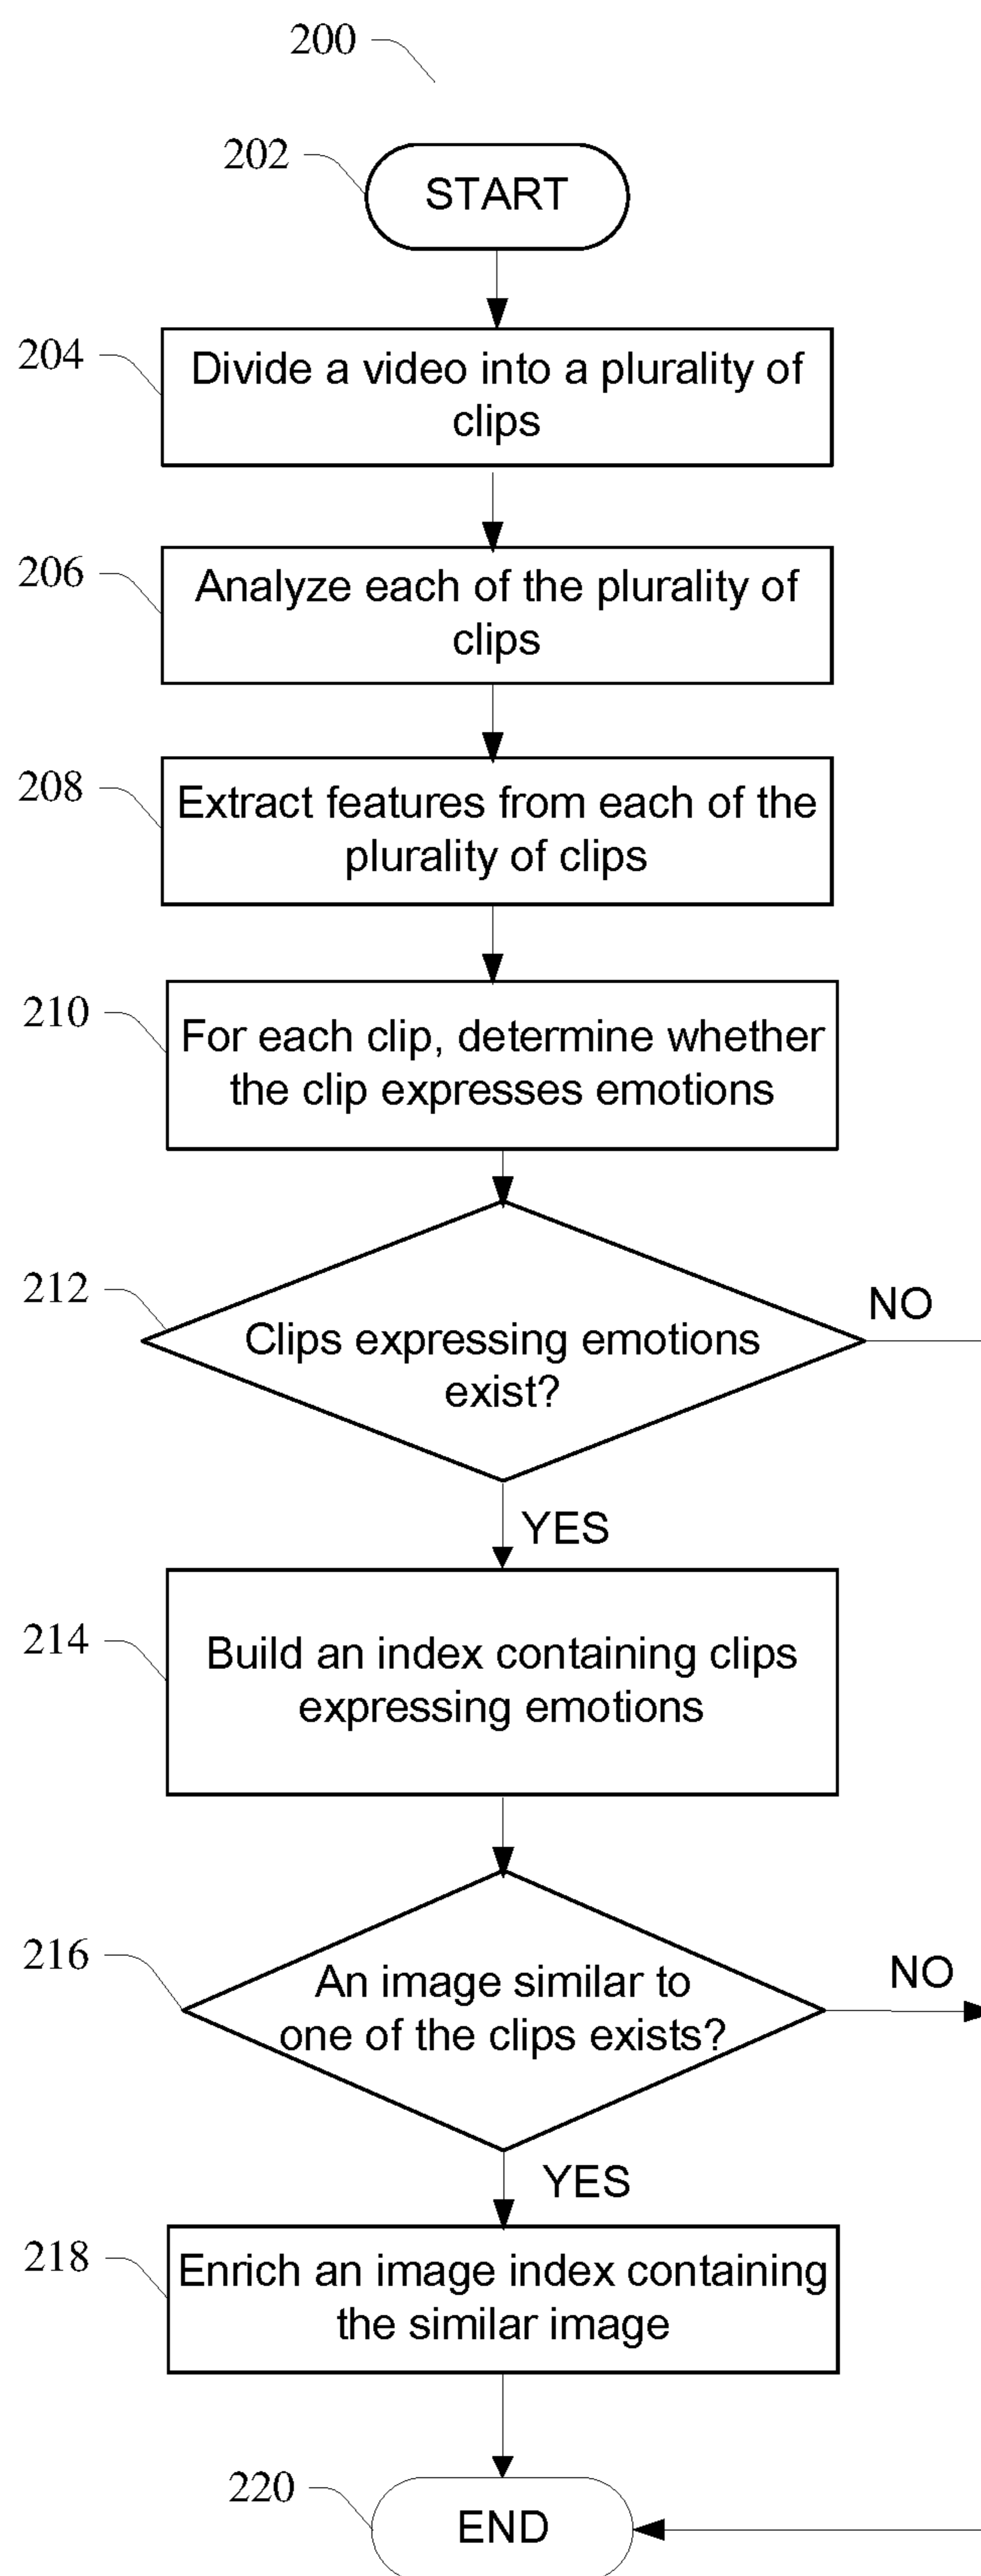 200
202
START
204
Divide a video into a plurality of
clips
206
Analyze each of the plurality of
clips
208
Extract features from each of the
plurality of clips
210
For each clip, determine whether
the clip expresses emotions
212
NO
Clips expressing emotions
exist?
YES
214
Build an index containing clips
expressing emotions
216
NO
An image similar to
one of the clips exists?
YES
218
Enrich an image index containing
the similar image
220
END